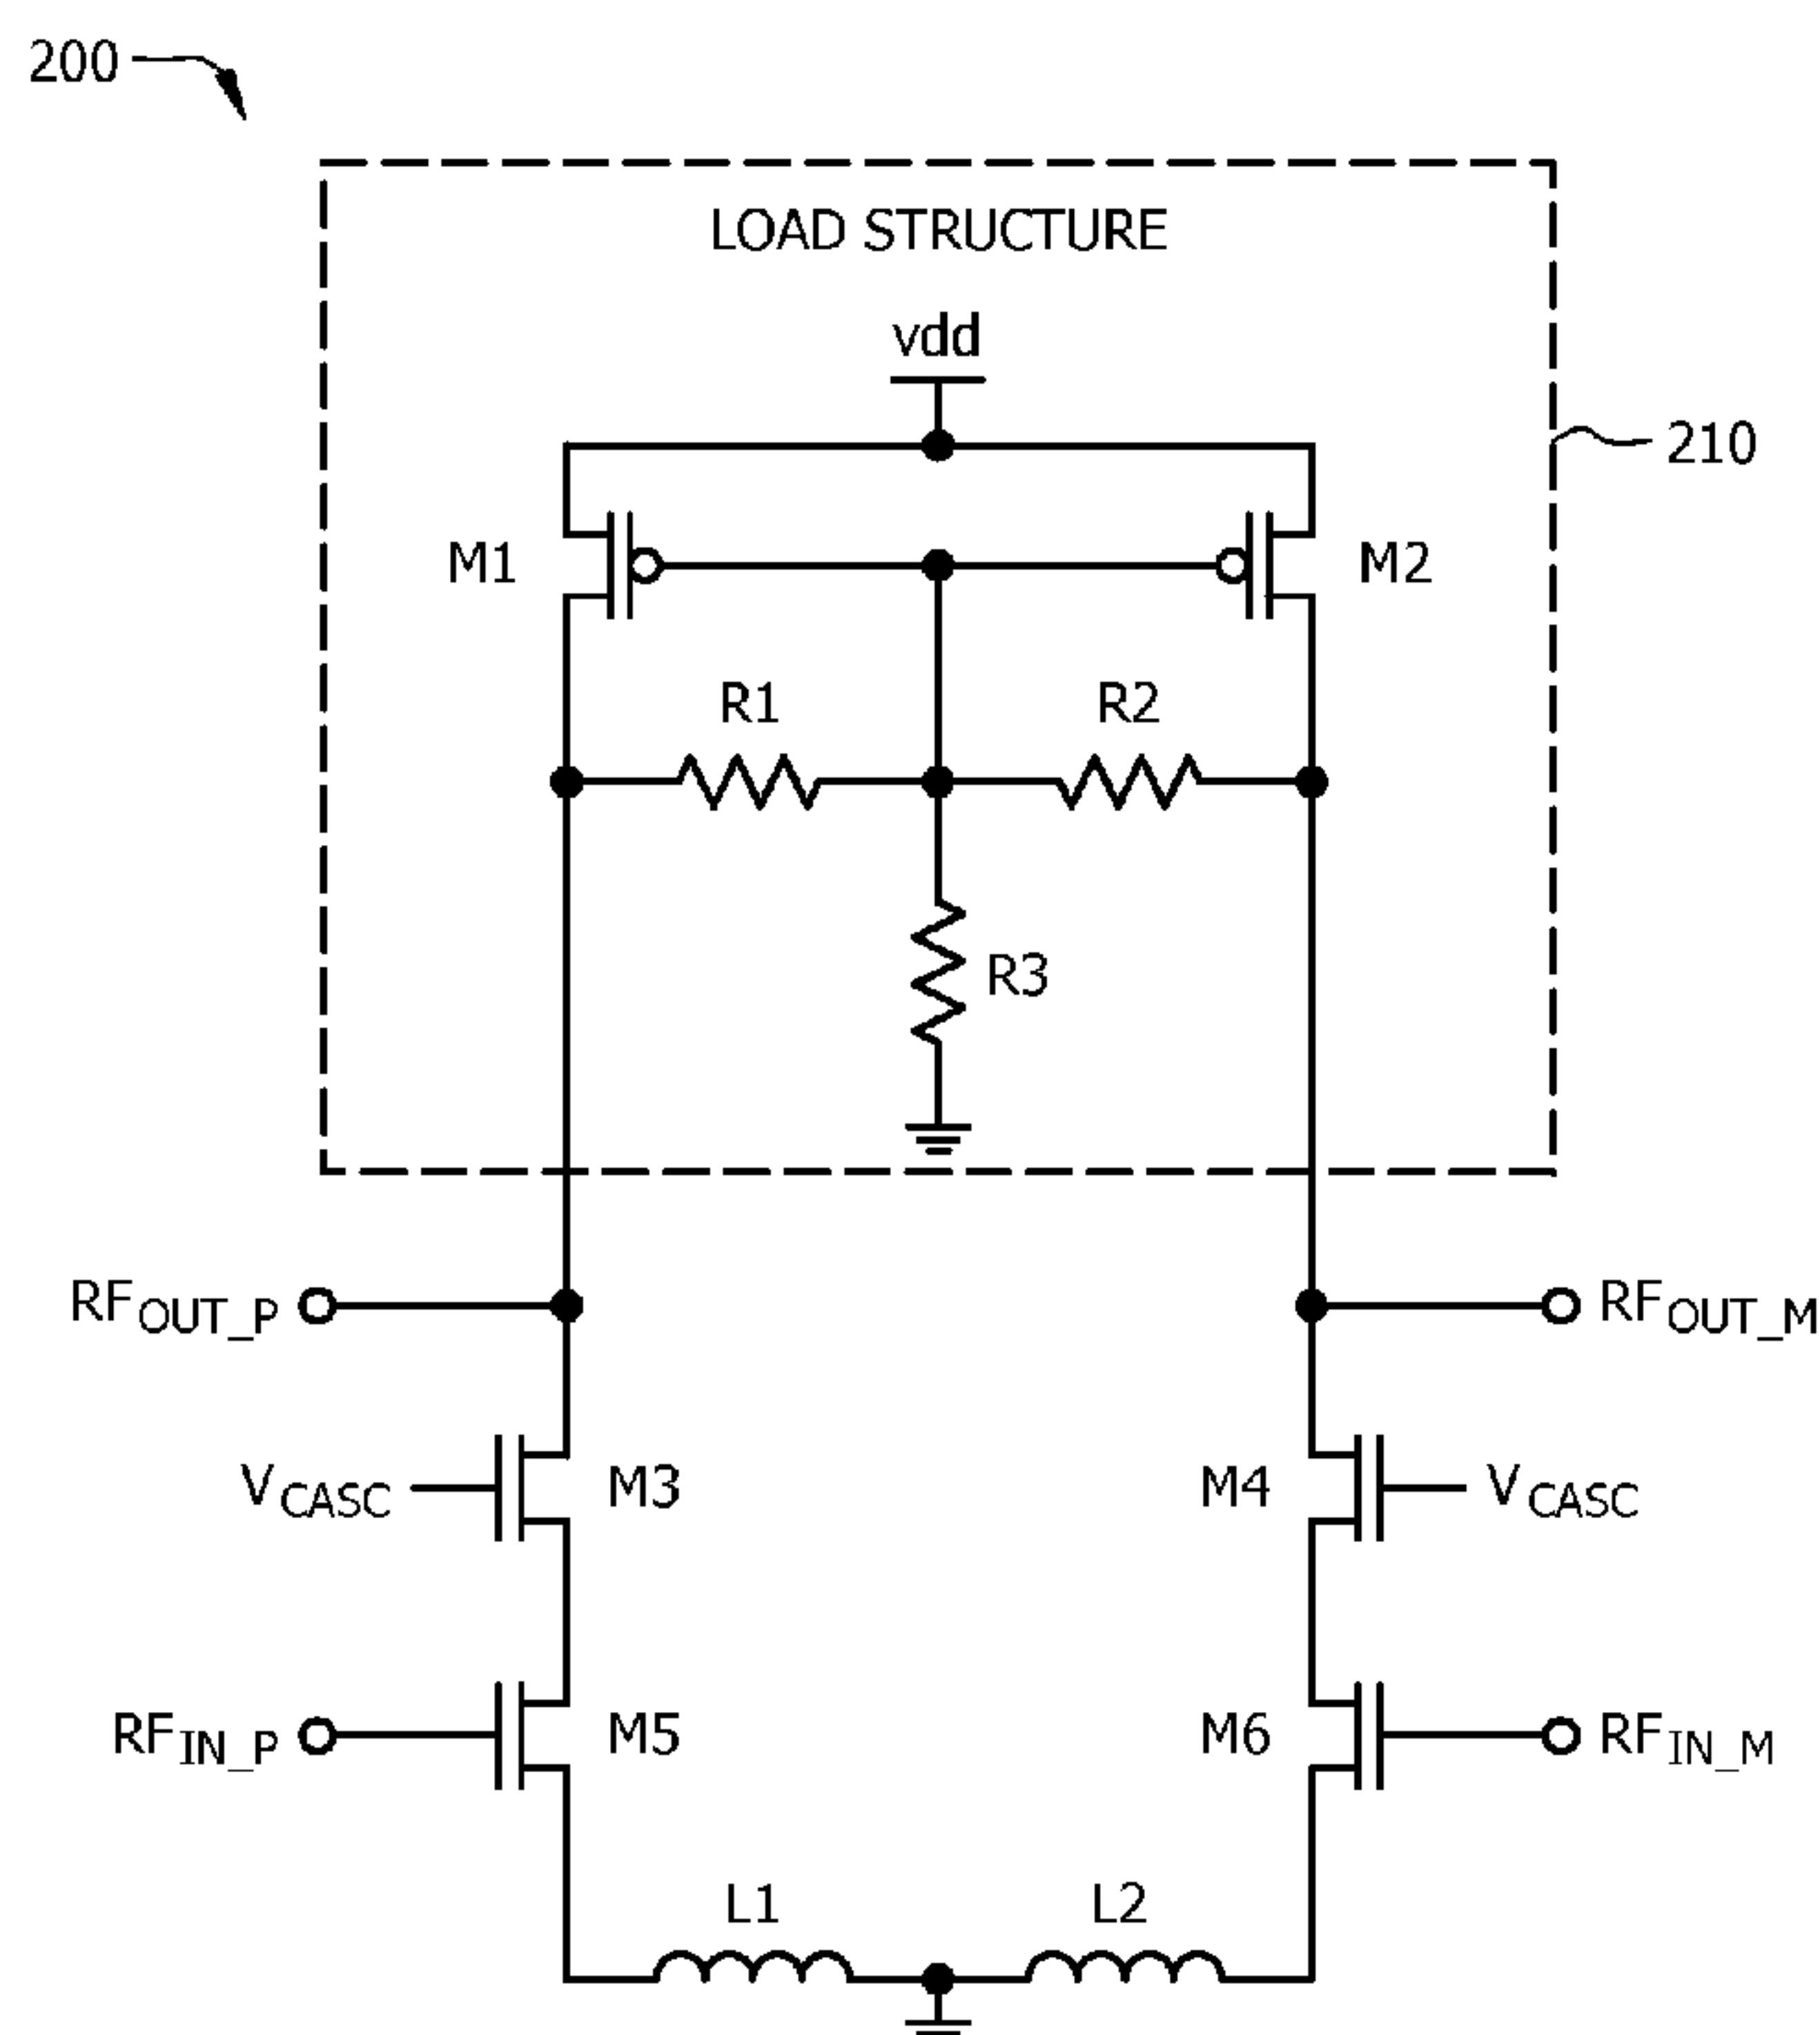 200
LOAD STRUCTURE
vdd
210
M1
M2
R1
R2
R3
RFOUT_P
RFOUT_M
VCASC
M3
M4
VCASC
RFIN_P
M5
M6
RFIN_M
L1
L2